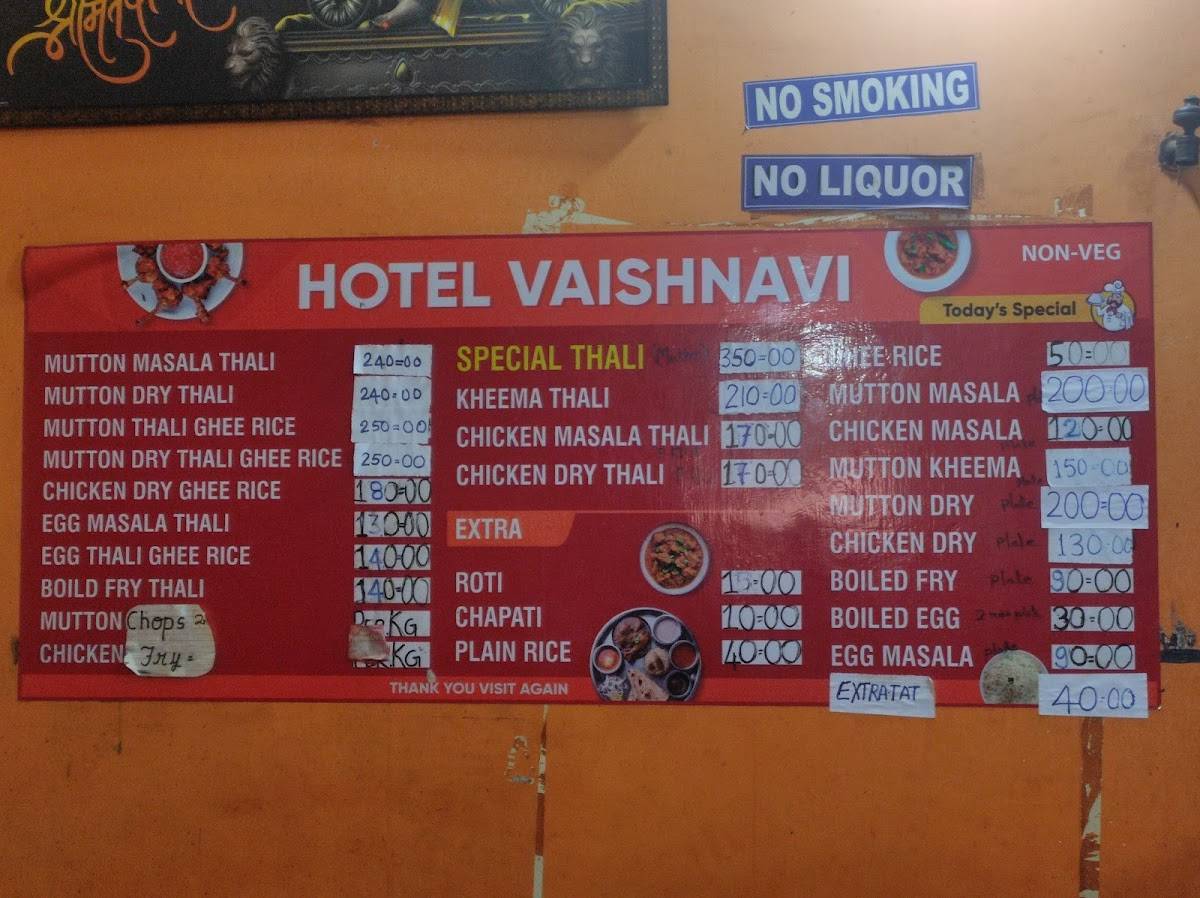 NO SMOKING
NO LIQUOR
HOTEL VAISHNAVI
NON-VEG
Today's Special
MUTTON MASALA THALI 240=00
MUTTON DRY THALI 240=00
MUTTON THALI GHEE RICE 250=00
MUTTON DRY THALI GHEE RICE 250=00
CHICKEN DRY GHEE RICE 180=00
EGG MASALA THALI 130=00
EGG THALI GHEE RICE 140=00
BOILD FRY THALI 140=00
MUTTON Chops Per KG
CHICKEN Fry= KG
SPECIAL THALI 350=00
KHEEMA THALI 210=00
CHICKEN MASALA THALI 170=00
CHICKEN DRY THALI 170=00
EXTRA
ROTI 15=00
CHAPATI 10=00
PLAIN RICE 40=00
GHEE RICE 50=00
MUTTON MASALA 200=00
CHICKEN MASALA plate 120=00
MUTTON KHEEMA plate 150=00
MUTTON DRY plate 200=00
CHICKEN DRY plate 130=00
BOILED FRY plate 90=00
BOILED EGG 30=00
EGG MASALA plate 90=00
EXTRATAT 40=00
THANK YOU VISIT AGAIN